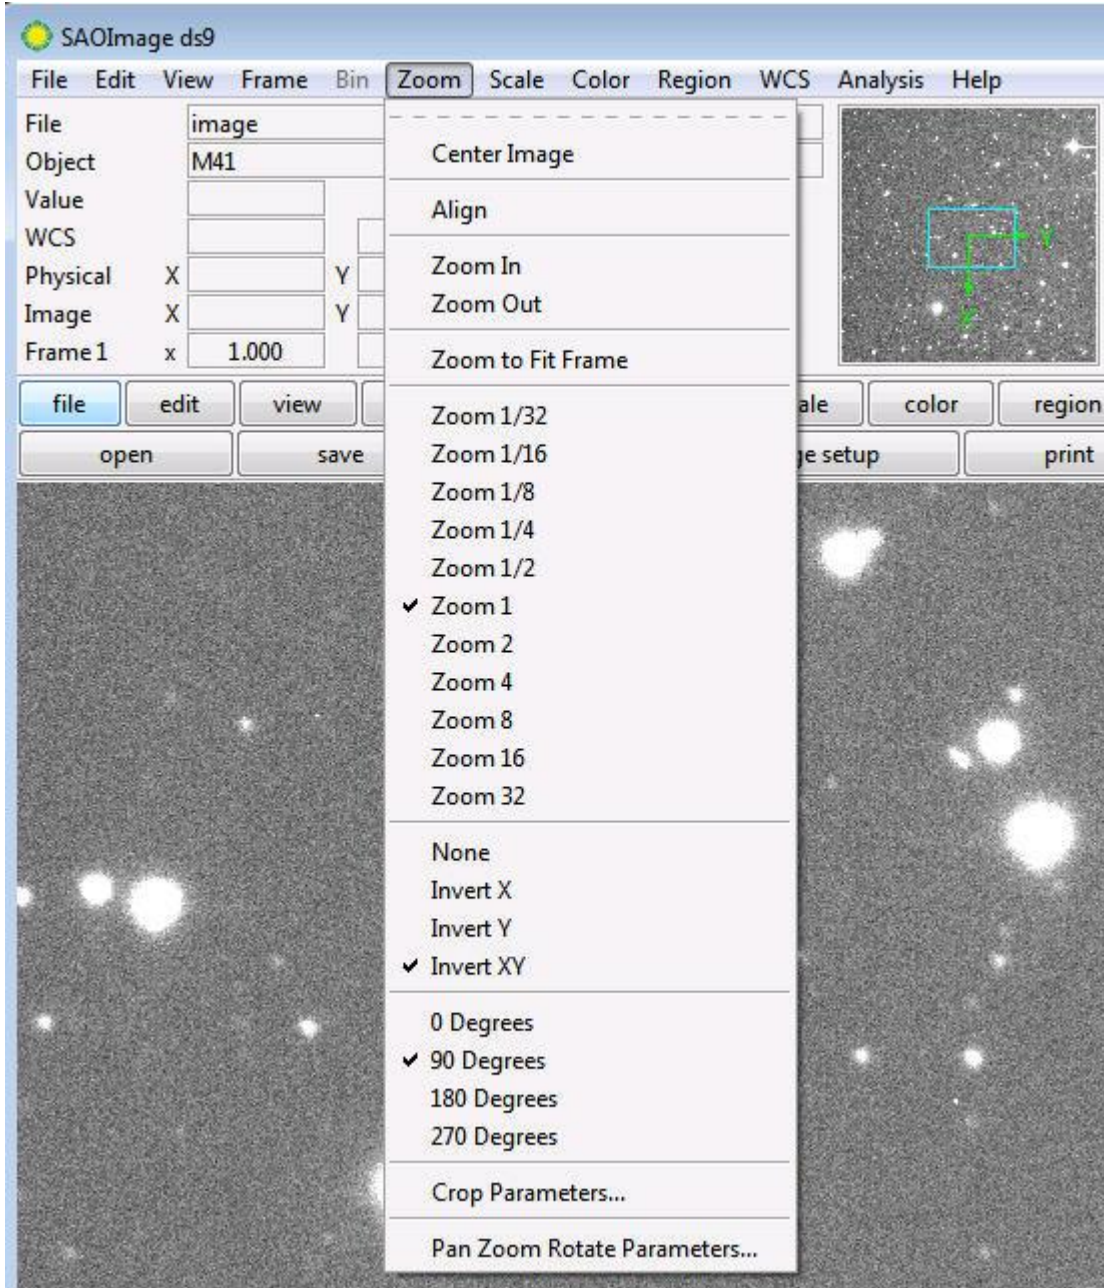 SAOImage ds9
File Edit View Frame Bin Zoom Scale Color Region WCS Analysis Help
File image
Object M41
Value
WCS
Physical X Y
Image X Y
Frame 1 x 1.000
Y
X
file edit view ale color region
open save ge setup print
Center Image
Align
Zoom In
Zoom Out
Zoom to Fit Frame
Zoom 1/32
Zoom 1/16
Zoom 1/8
Zoom 1/4
Zoom 1/2
Zoom 1
Zoom 2
Zoom 4
Zoom 8
Zoom 16
Zoom 32
None
Invert X
Invert Y
Invert XY
0 Degrees
90 Degrees
180 Degrees
270 Degrees
Crop Parameters...
Pan Zoom Rotate Parameters...